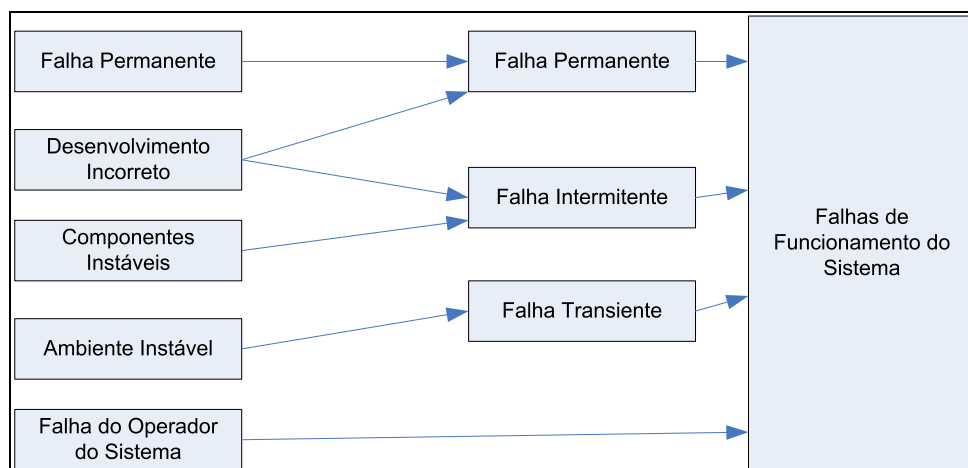 Falha Permanente
Desenvolvimento
Incorreto
Componentes
Instáveis
Ambiente Instável
Falha do Operador
do Sistema
Falha Permanente
Falha Intermitente
Falha Transiente
Falhas de
Funcionamento do
Sistema